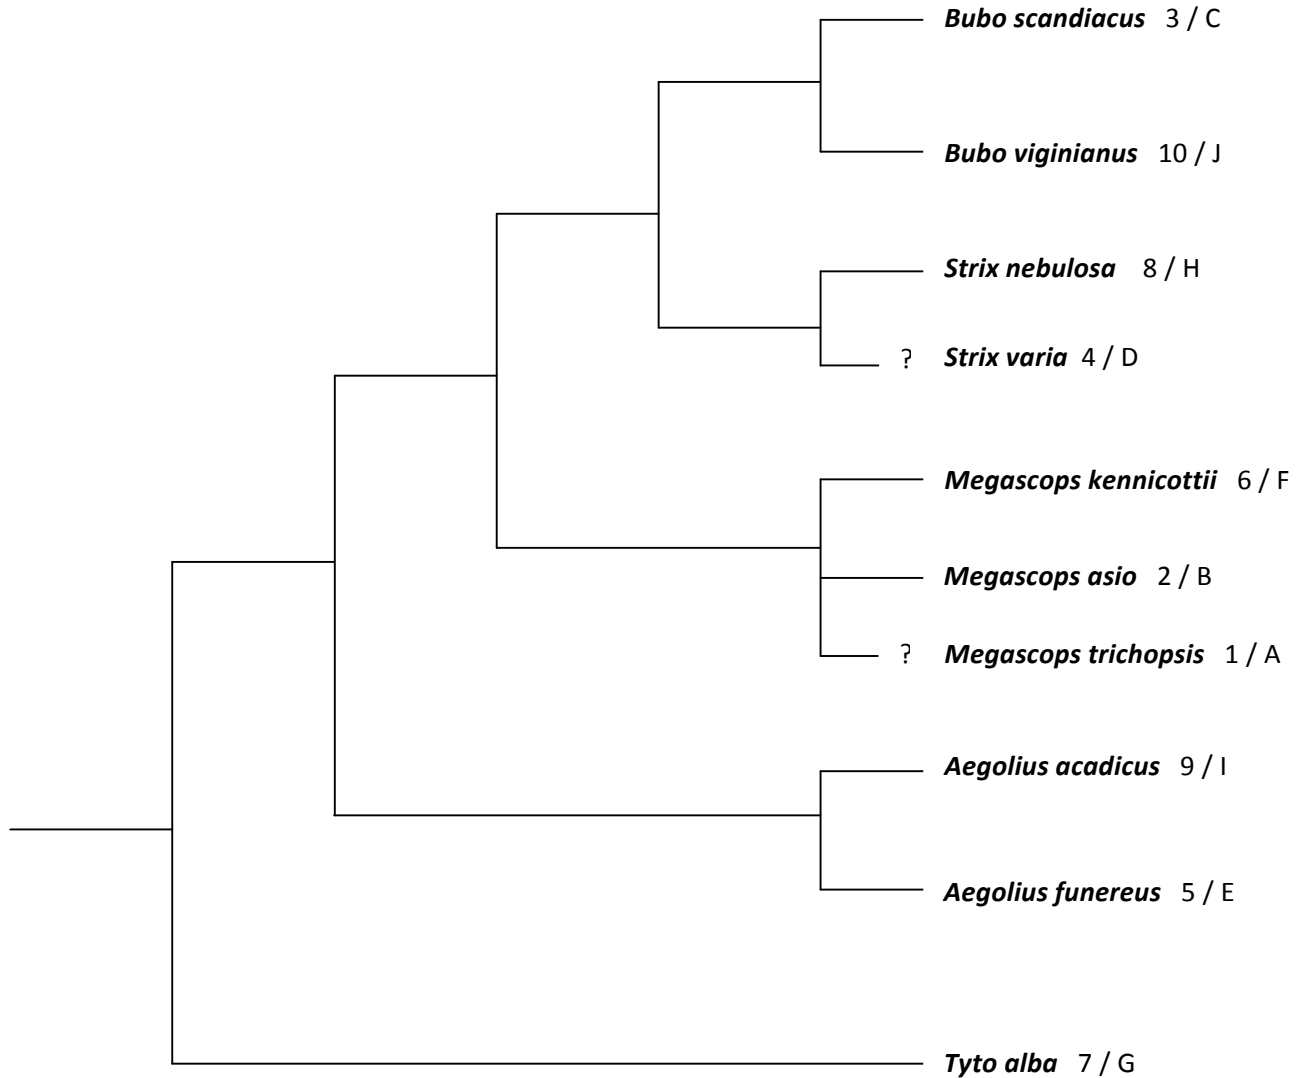 Bubo scandiacus 3 / C
Bubo viginianus 10 / J
Strix nebulosa 8 / H
? Strix varia 4 / D
Megascops kennicottii 6 / F
Megascops asio 2 / B
? Megascops trichopsis 1 / A
Aegolius acadicus 9 / I
Aegolius funereus 5 / E
Tyto alba 7 / G